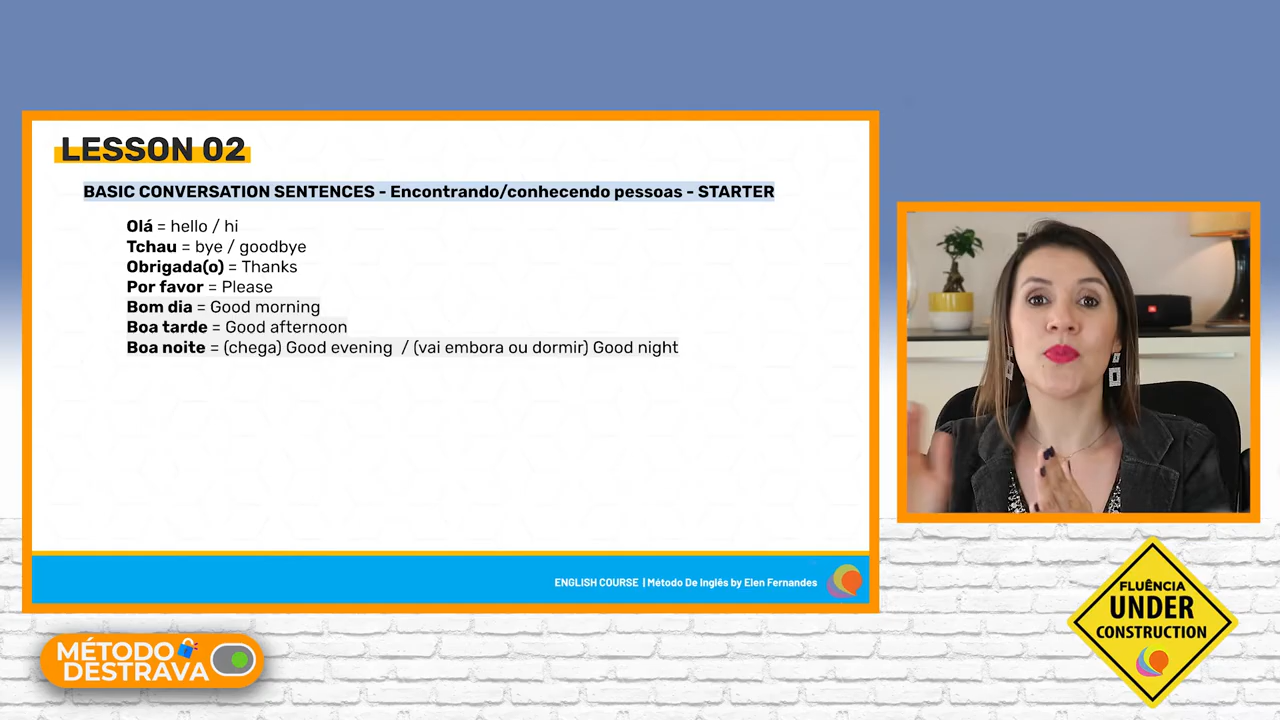 LESSON 02
BASIC CONVERSATION SENTENCES - Encontrando/conhecendo pessoas - STARTER
Olá = hello / hi
Tchau = bye / goodbye
Obrigada(o) = Thanks
Por favor = Please
Bom dia = Good morning
Boa tarde = Good afternoon
Boa noite = (chega) Good evening / (vai embora ou dormir) Good night
ENGLISH COURSE | Método De Inglês by Elen Fernandes
MÉTODO
DESTRAVA
FLUÊNCIA
UNDER
CONSTRUCTION